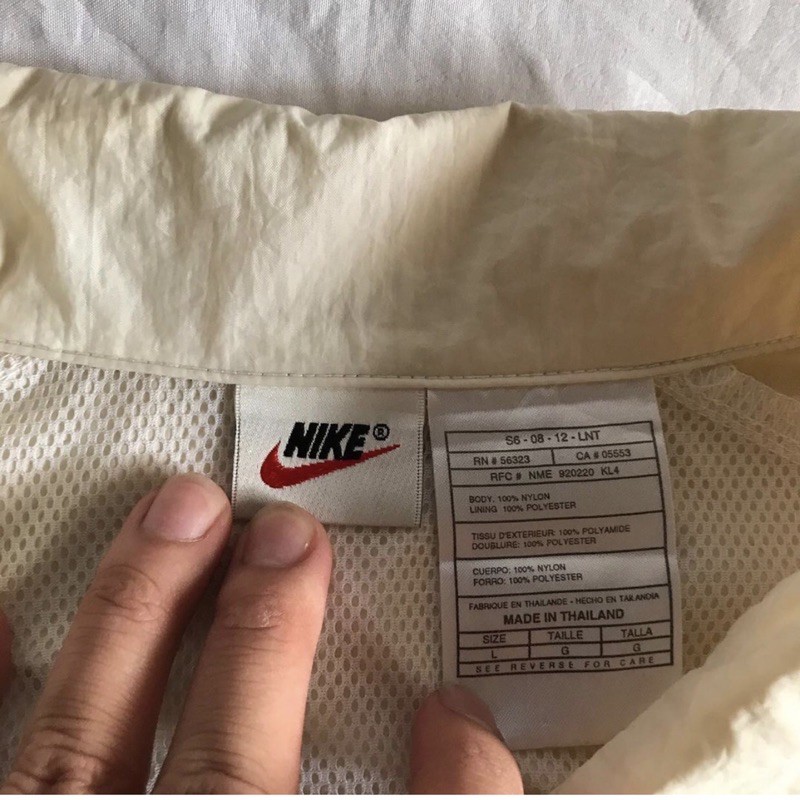 NIKE®
S6 - 08 - 12 - LNT
RN # 56323 CA # 05553
RFC # NME 920220 KL4
BODY: 100% NYLON
LINING 100% POLYESTER
TISSU D'EXTERIEUR: 100% POLYAMIDE
DOUBLURE: 100% POLYESTER
CUERPO: 100% NYLON
FORRO: 100% POLYESTER
FABRIQUE EN THAILANDE - HECHO EN TAILANDIA
MADE IN THAILAND
SIZE TAILLE TALLA
L G G
SEE REVERSE FOR CARE